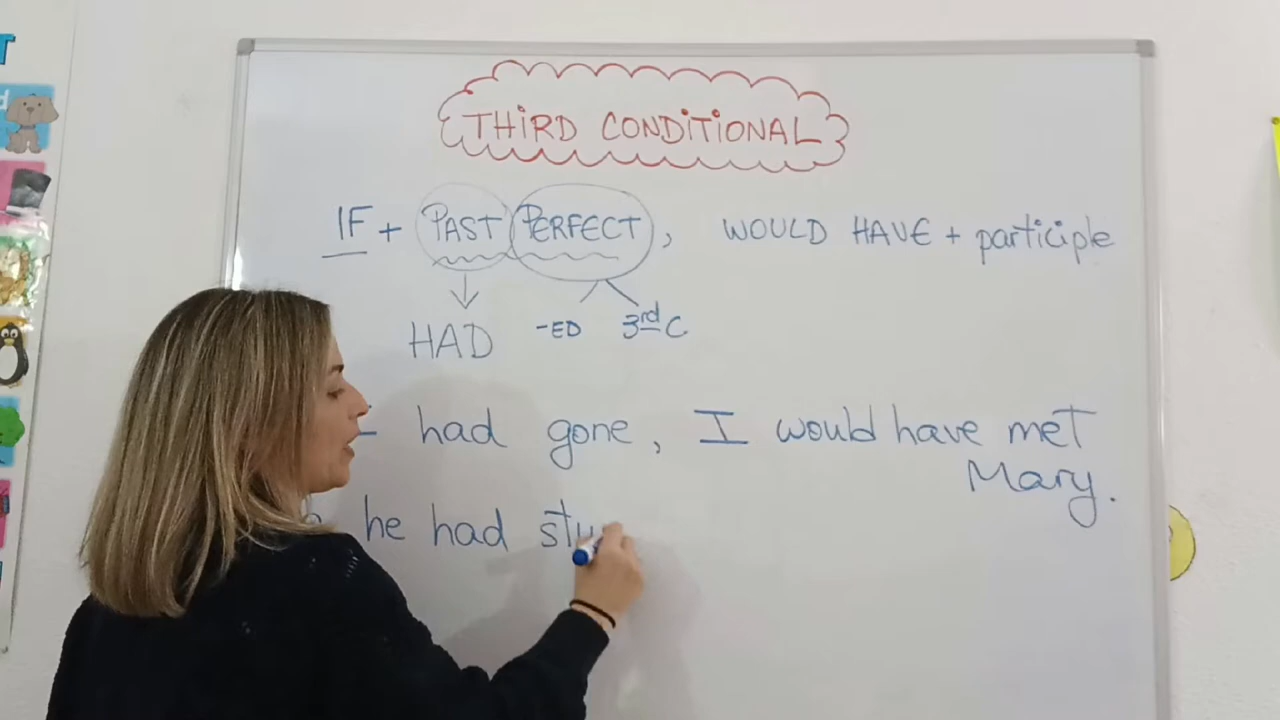 THIRD CONDITIONAL
IF + PAST PERFECT, WOULD HAVE + participle
HAD -ED 3rd C
I had gone, I would have met
Mary.
he had stu